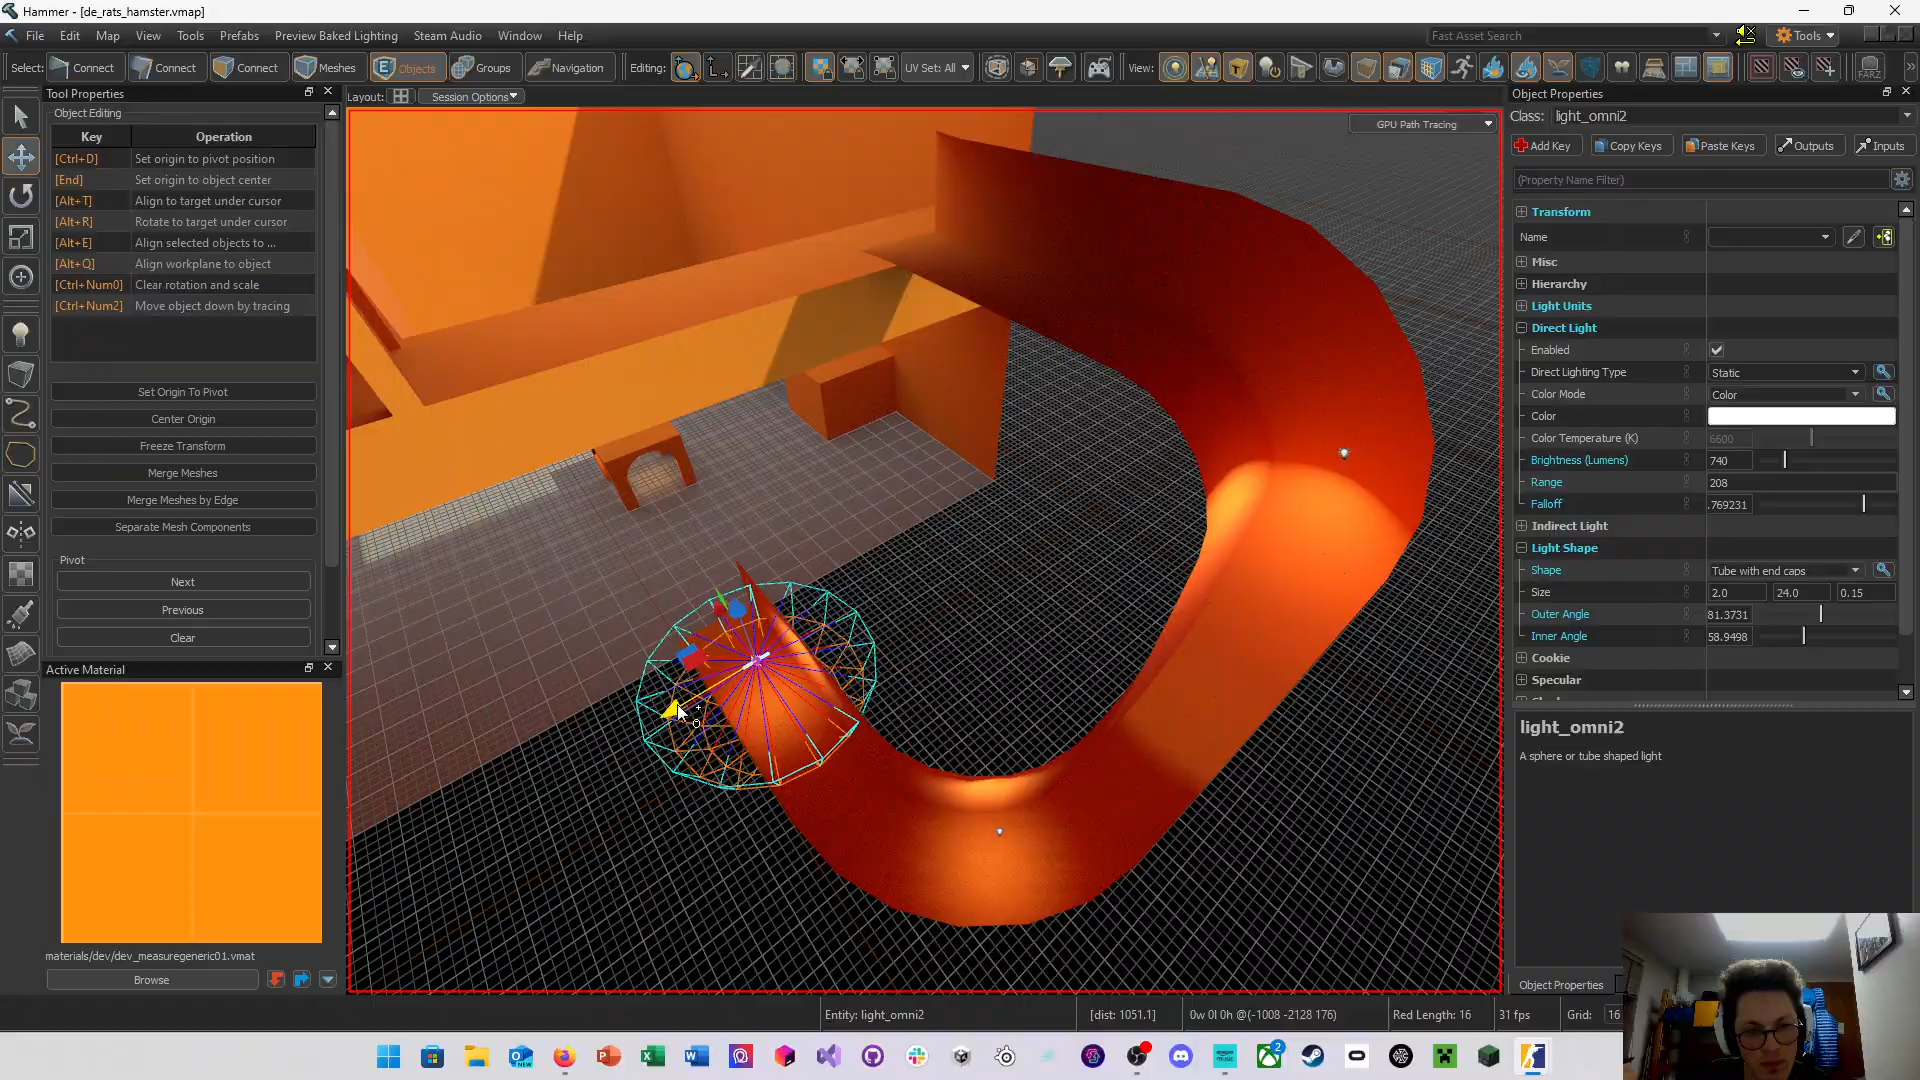 Hammer - [de_rats_hamster.vmap]
File Edit Map View Tools Prefabs Preview Baked Lighting Steam Audio Window Help
Fast Asset Search
Tools
Select: Connect Connect Connect Meshes Objects Groups Navigation Editing: UV Set: All View:
FARZ
Tool Properties
Layout: Session Options
Object Properties
Object Editing
Key Operation
[Ctrl+D] Set origin to pivot position
[End] Set origin to object center
[Alt+T] Align to target under cursor
[Alt+R] Rotate to target under cursor
[Alt+E] Align selected objects to ...
[Alt+Q] Align workplane to object
[Ctrl+Num0] Clear rotation and scale
[Ctrl+Num2] Move object down by tracing
Set Origin To Pivot
Center Origin
Freeze Transform
Merge Meshes
Merge Meshes by Edge
Separate Mesh Components
Pivot
Next
Previous
Clear
Active Material
materials/dev/dev_measuregeneric01.vmat
Browse
GPU Path Tracing
Class: light_omni2
Add Key Copy Keys Paste Keys Outputs Inputs
(Property Name Filter)
Transform
Name
Misc
Hierarchy
Light Units
Direct Light
Enabled
Direct Lighting Type Static
Color Mode Color
Color
Color Temperature (K) 6600
Brightness (Lumens) 740
Range 208
Falloff .769231
Indirect Light
Light Shape
Shape Tube with end caps
Size 2.0 24.0 0.15
Outer Angle 81.3731
Inner Angle 58.9498
Cookie
Specular
light_omni2
A sphere or tube shaped light
Object Properties
Entity: light_omni2 [dist: 1051.1] 0w 0l 0h @(-1008 -2128 176) Red Length: 16 31 fps Grid: 16
2